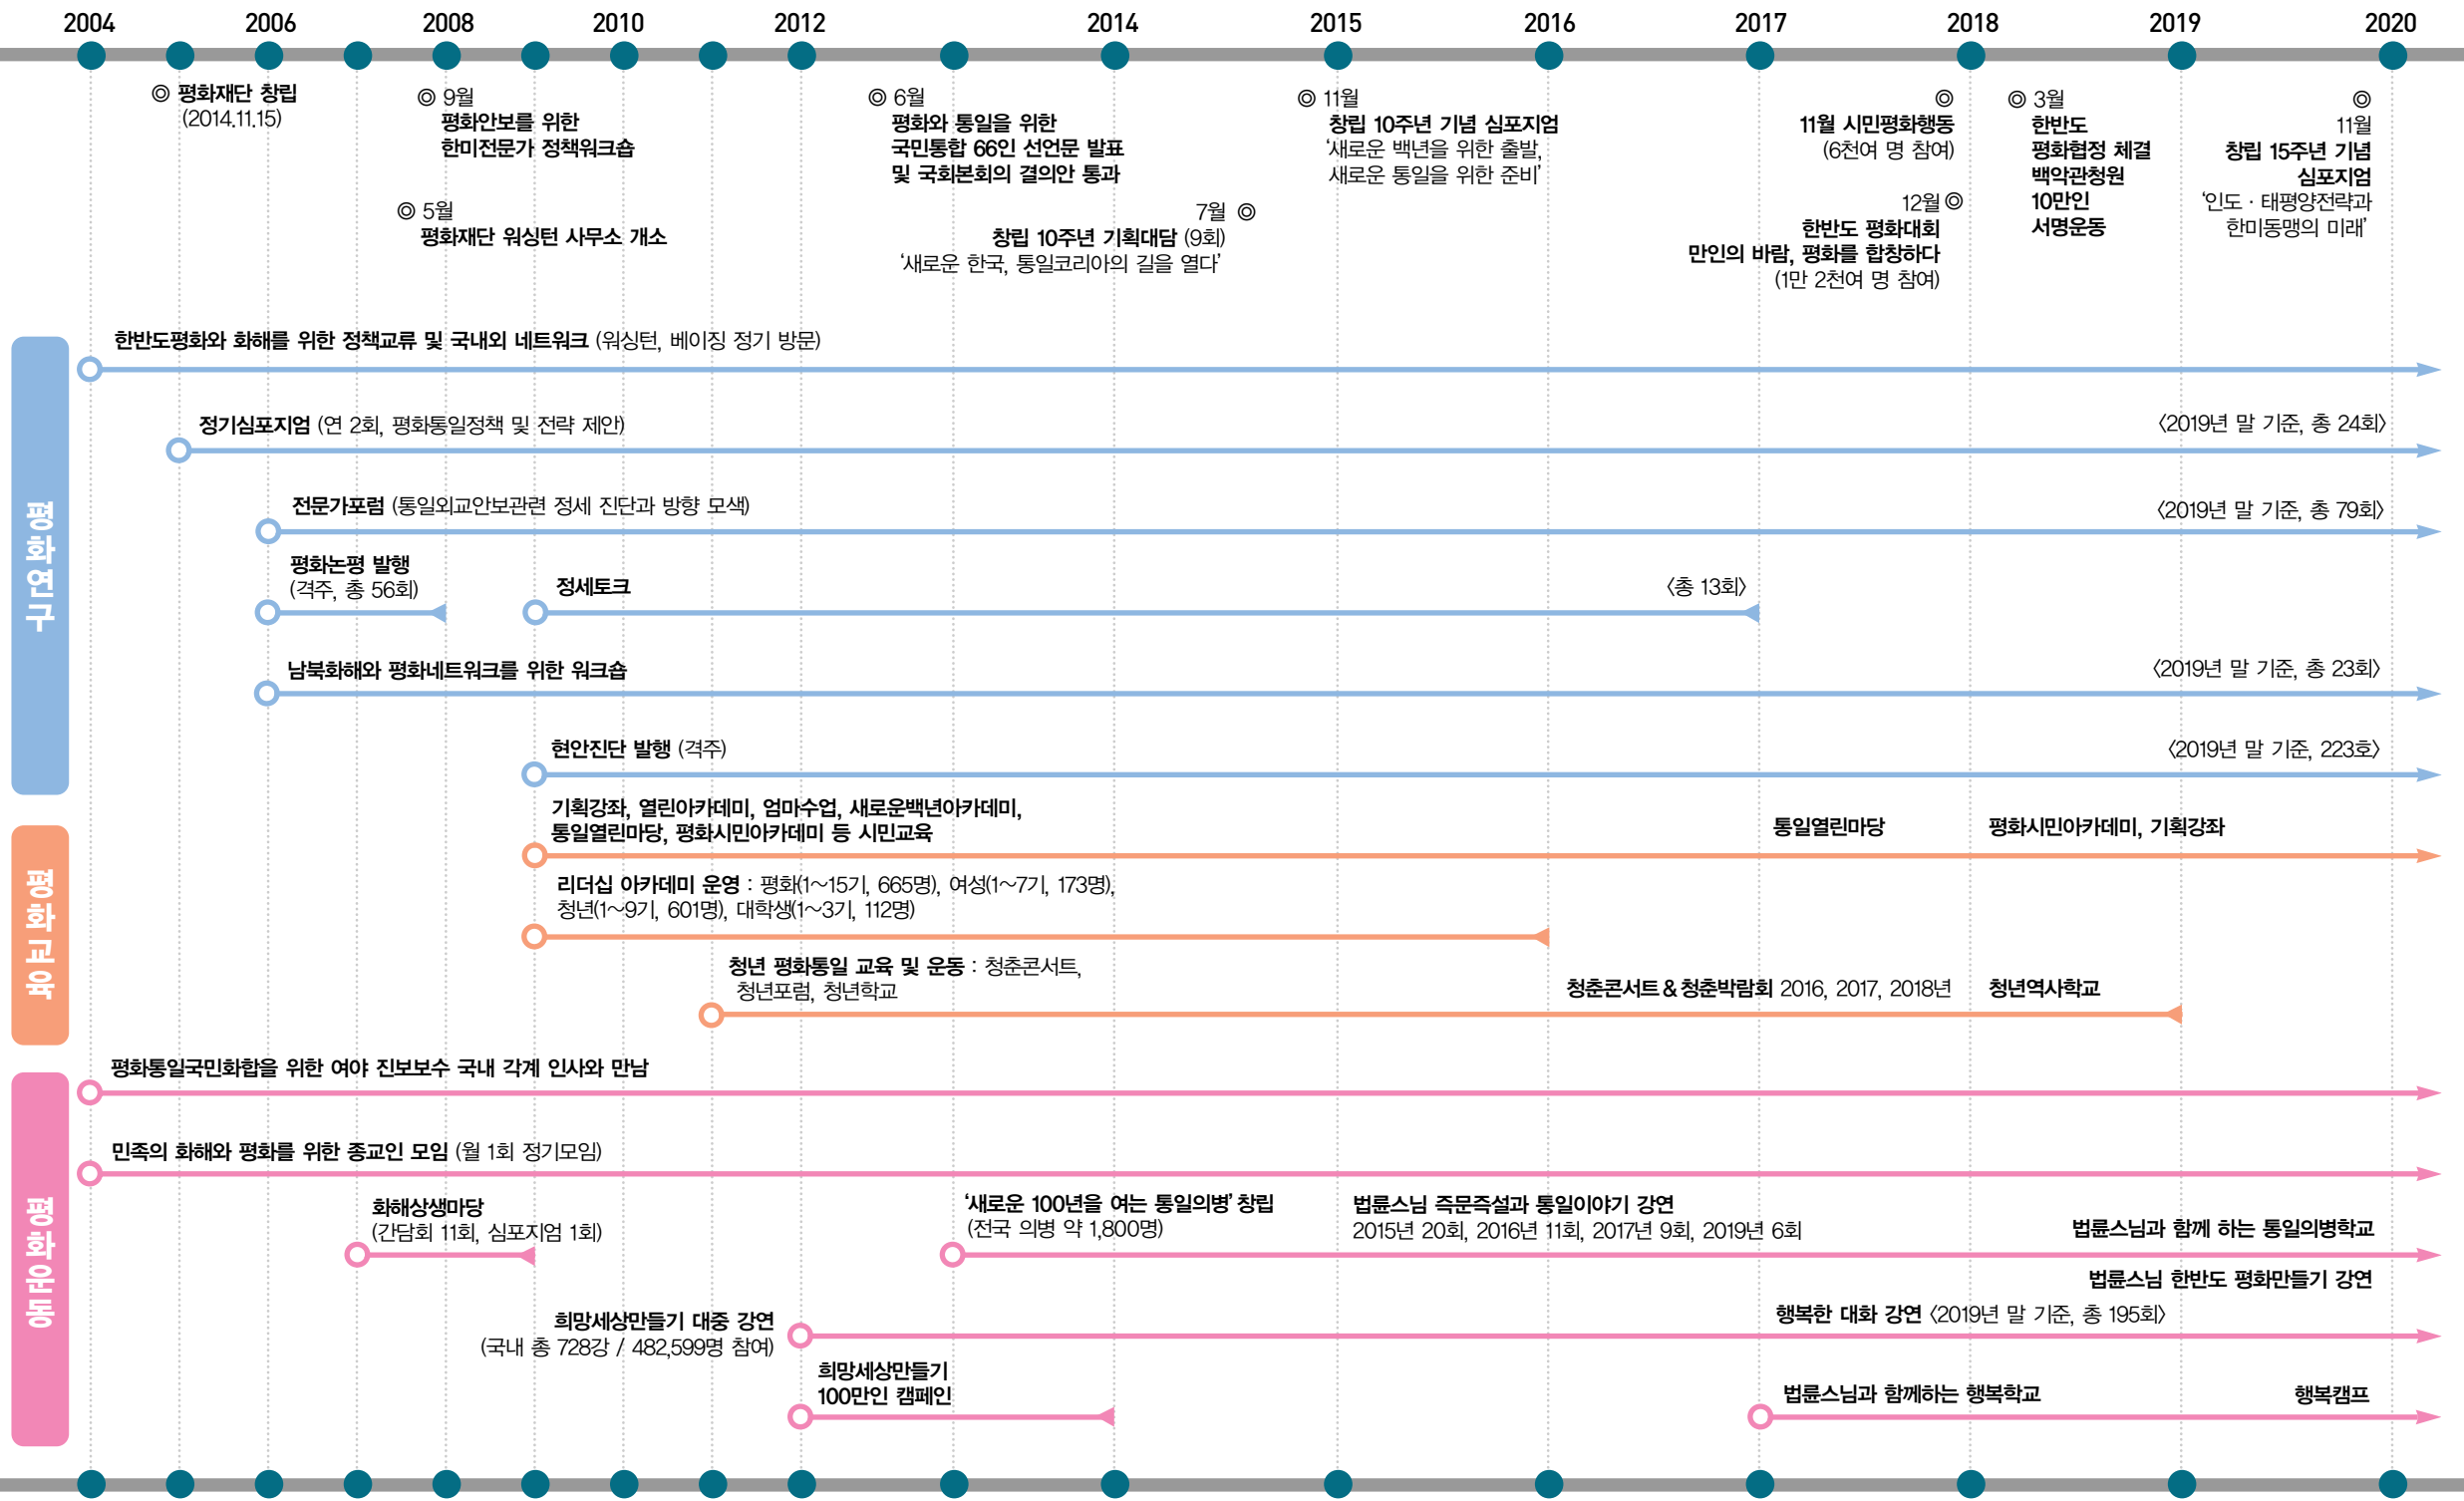 2004 2006 2008 2010 2012 2014 2015 2016 2017 2018 2019 2020
◎ 평화재단 창립
(2014.11.15)
◎ 9월
평화안보를 위한
한미전문가 정책워크숍
◎ 5월
평화재단 워싱턴 사무소 개소
◎ 6월
평화와 통일을 위한
국민통합 66인 선언문 발표
및 국회본회의 결의안 통과
7월 ◎
창립 10주년 기획대담 (9회)
‘새로운 한국, 통일코리아의 길을 열다’
◎ 11월
창립 10주년 기념 심포지엄
‘새로운 백년을 위한 출발,
새로운 통일을 위한 준비’
◎
11월 시민평화행동
(6천여 명 참여)
12월 ◎
한반도 평화대회
만인의 바람, 평화를 합창하다
(1만 2천여 명 참여)
◎ 3월
한반도
평화협정 체결
백악관청원
10만인
서명운동
◎
11월
창립 15주년 기념
심포지엄
‘인도 · 태평양전략과
한미동맹의 미래’
평화연구
한반도평화와 화해를 위한 정책교류 및 국내외 네트워크 (워싱턴, 베이징 정기 방문)
정기심포지엄 (연 2회, 평화통일정책 및 전략 제안) 〈2019년 말 기준, 총 24회〉
전문가포럼 (통일외교안보관련 정세 진단과 방향 모색) 〈2019년 말 기준, 총 79회〉
평화논평 발행
(격주, 총 56회)
정세토크 〈총 13회〉
남북화해와 평화네트워크를 위한 워크숍 〈2019년 말 기준, 총 23회〉
현안진단 발행 (격주) 〈2019년 말 기준, 223호〉
평화교육
기획강좌, 열린아카데미, 엄마수업, 새로운백년아카데미,
통일열린마당, 평화시민아카데미 등 시민교육
통일열린마당 평화시민아카데미, 기획강좌
리더십 아카데미 운영 : 평화(1~15기, 665명), 여성(1~7기, 173명),
청년(1~9기, 601명), 대학생(1~3기, 112명)
청년 평화통일 교육 및 운동 : 청춘콘서트,
청년포럼, 청년학교
청춘콘서트 & 청춘박람회 2016, 2017, 2018년 청년역사학교
평화운동
평화통일국민화합을 위한 여야 진보보수 국내 각계 인사와 만남
민족의 화해와 평화를 위한 종교인 모임 (월 1회 정기모임)
화해상생마당
(간담회 11회, 심포지엄 1회)
‘새로운 100년을 여는 통일의병’ 창립
(전국 의병 약 1,800명)
법륜스님 즉문즉설과 통일이야기 강연
2015년 20회, 2016년 11회, 2017년 9회, 2019년 6회
법륜스님과 함께 하는 통일의병학교
법륜스님 한반도 평화만들기 강연
희망세상만들기 대중 강연
(국내 총 728강 / 482,599명 참여)
행복한 대화 강연 〈2019년 말 기준, 총 195회〉
희망세상만들기
100만인 캠페인
법륜스님과 함께하는 행복학교 행복캠프